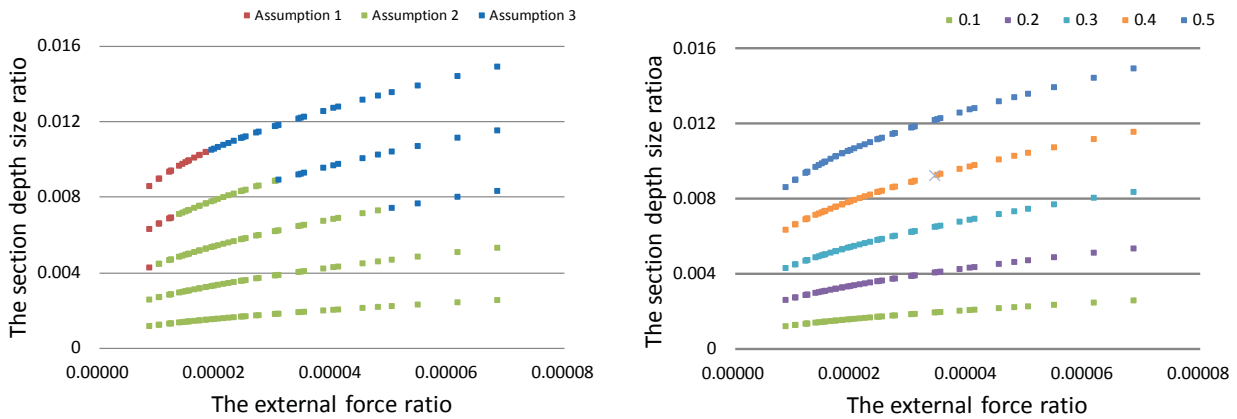 Assumption 1 Assumption 2 Assumption 3
The section depth size ratio
0.016
0.012
0.008
0.004
0
0.00000 0.00002 0.00004 0.00006 0.00008
The external force ratio
0.1 0.2 0.3 0.4 0.5
The section depth size ratioa
0.016
0.012
0.008
0.004
0
0.00000 0.00002 0.00004 0.00006 0.00008
The external force ratio